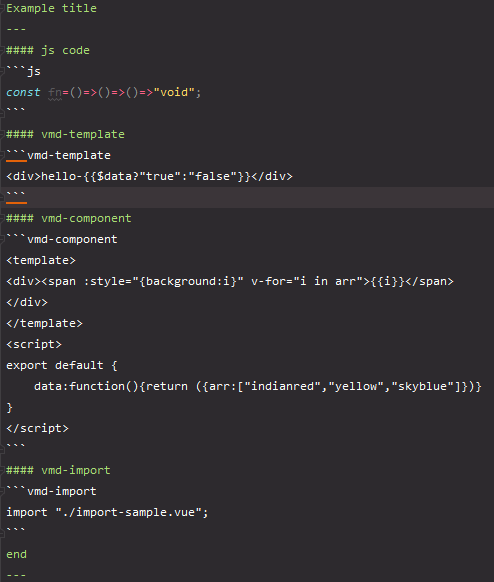 Example title
---
#### js code
```js
const fn=()=>()=>()=>"void";
```
#### vmd-template
```vmd-template
<div>hello-{{$data?"true":"false"}}</div>
```
#### vmd-component
```vmd-component
<template>
<div><span :style="{background:i}" v-for="i in arr">{{i}}</span>
</div>
</template>
<script>
export default {
    data:function(){return ({arr:["indianred","yellow","skyblue"]})}
}
</script>
```
#### vmd-import
```vmd-import
import "./import-sample.vue";
```
end
---